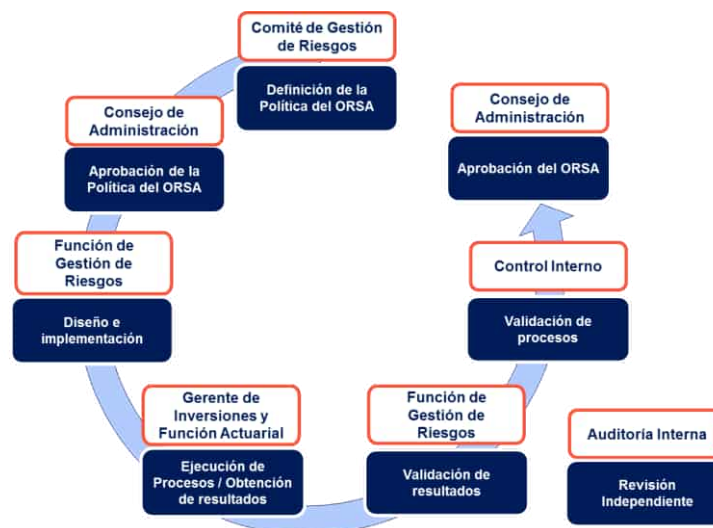 Comité de Gestión
de Riesgos
Definición de la
Política del ORSA
Consejo de
Administración
Aprobación de la
Política del ORSA
Función de
Gestión de
Riesgos
Diseño e
implementación
Gerente de
Inversiones y
Función Actuarial
Ejecución de
Procesos / Obtención
de resultados
Función de
Gestión de
Riesgos
Validación de
resultados
Control Interno
Validación de
procesos
Consejo de
Administración
Aprobación del ORSA
Auditoría Interna
Revisión
Independiente